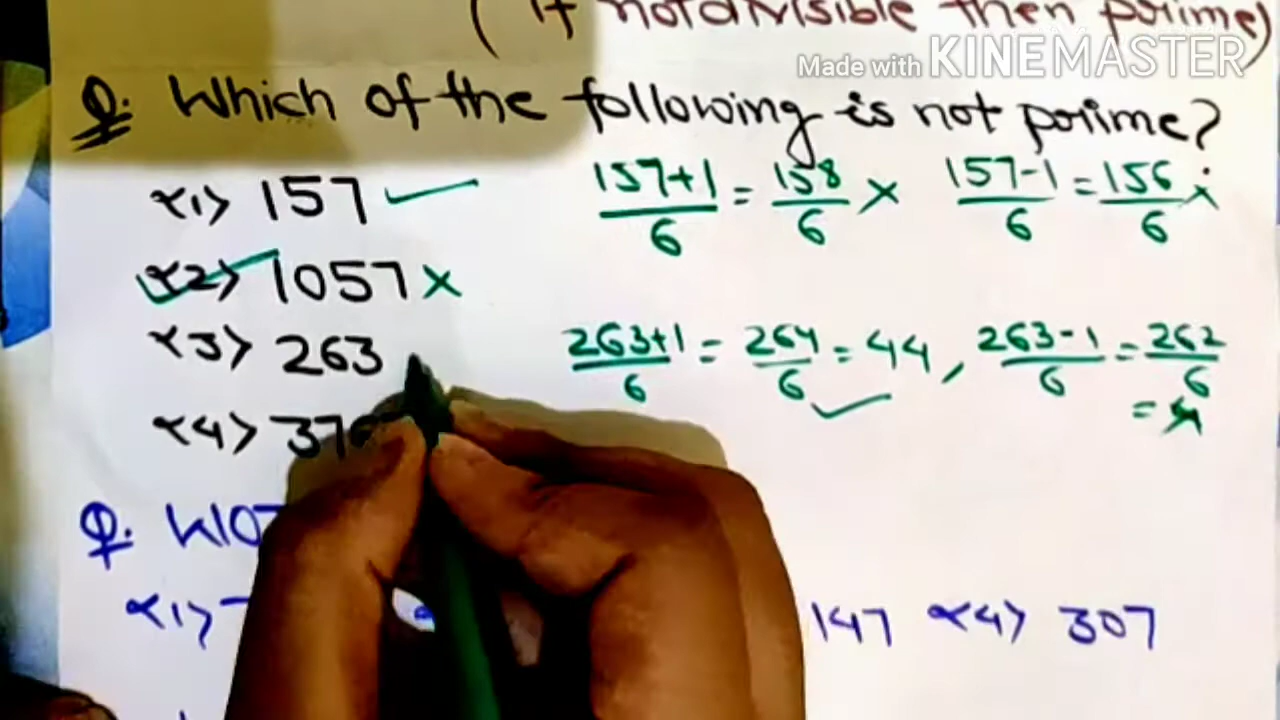 ( If not divisible then prime)
Made with KINEMASTER
Q. Which of the following is not prime?
<1> 157 ✓
157+1/6 = 158/6 × 157-1/6 = 156/6 ×
<2> 1057 ×
<3> 263
263+1/6 = 264/6 = 44 ✓, 263-1/6 = 262/6 = ×
<4> 37
Q.
<1>
147 <4> 307